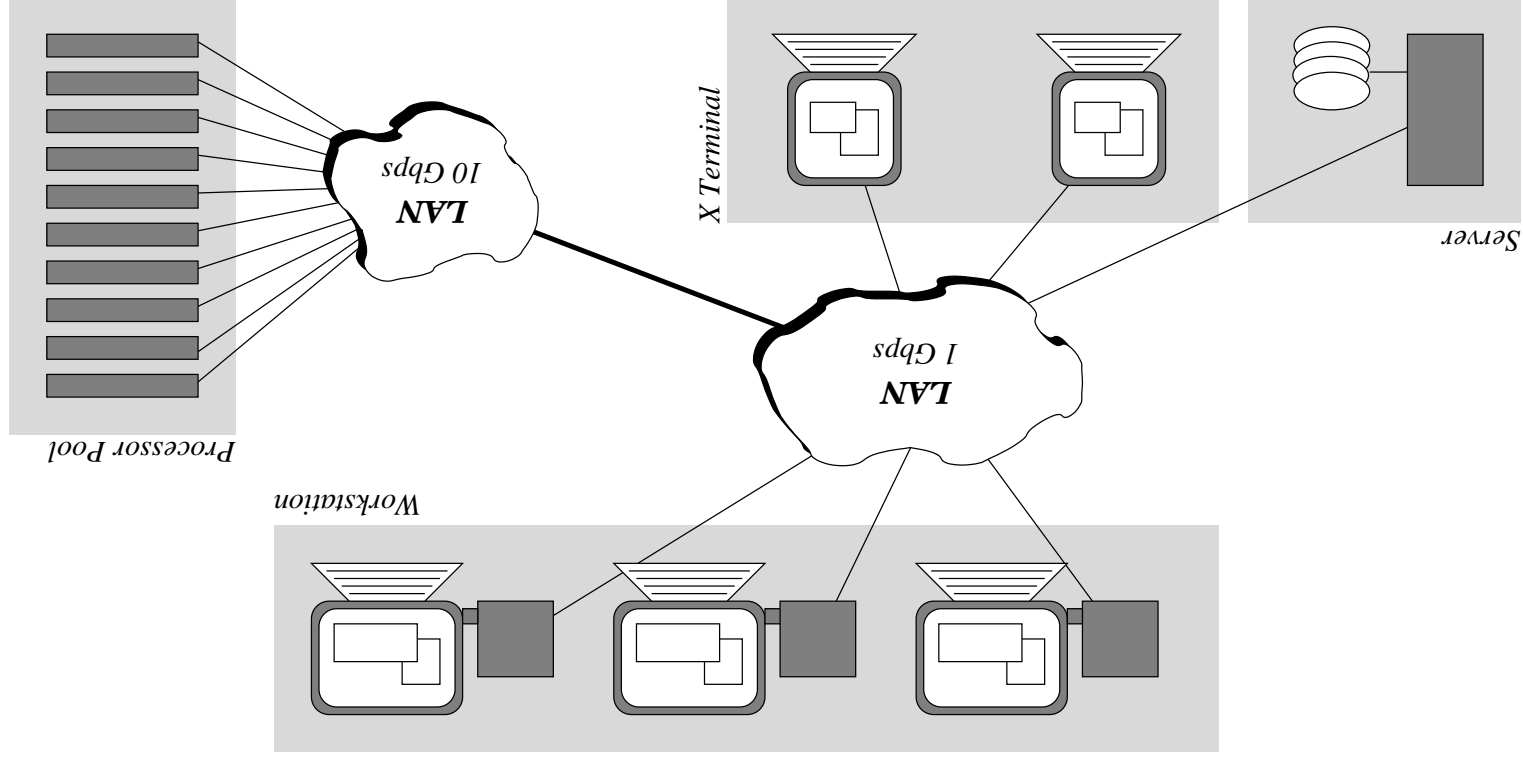 Workstation
Processor Pool
LAN
1 Gbps
LAN
10 Gbps
Server
X Terminal